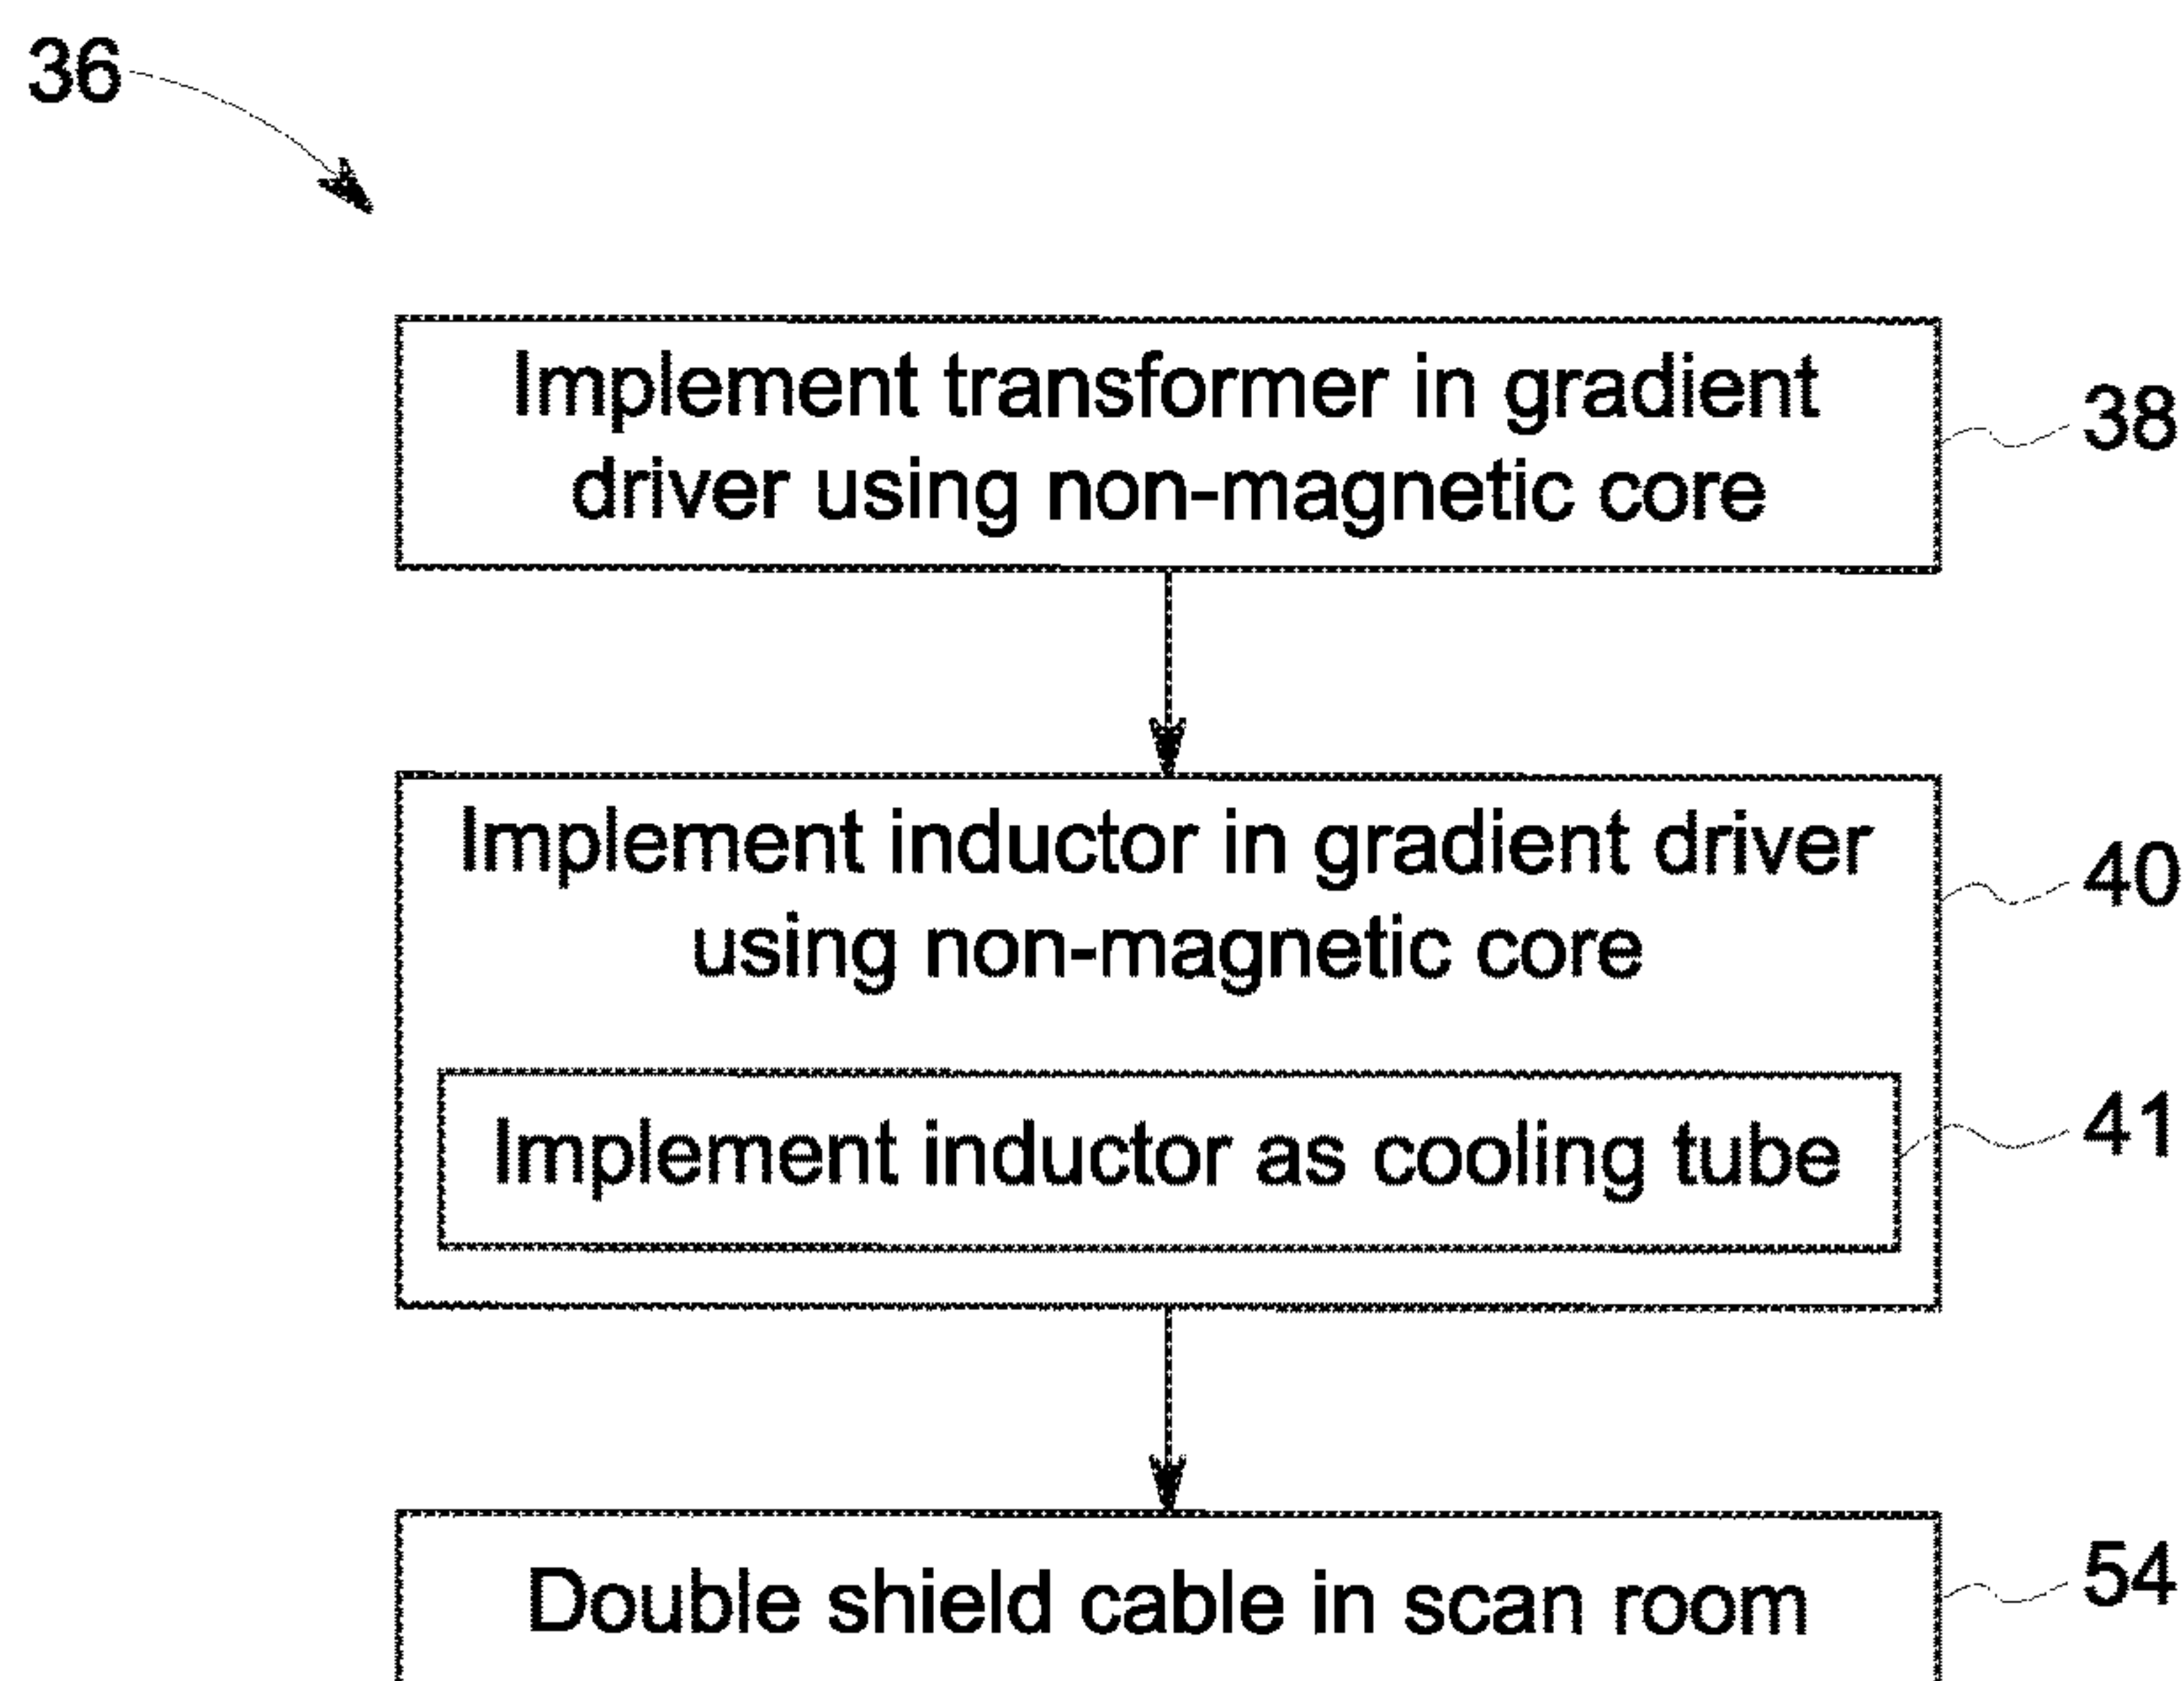 36
Implement transformer in gradient
driver using non-magnetic core
38
Implement inductor in gradient driver
using non-magnetic core
40
Implement inductor as cooling tube
41
Double shield cable in scan room
54